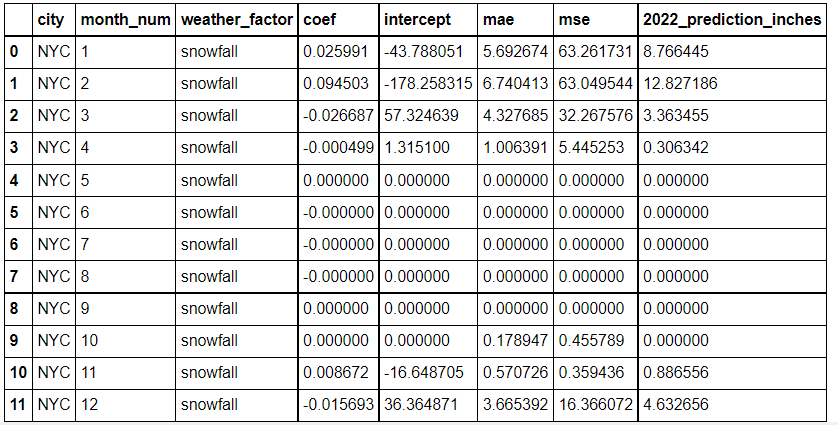 city month_num weather_factor coef intercept mae mse 2022_prediction_inches
0 NYC 1 snowfall 0.025991 -43.788051 5.692674 63.261731 8.766445
1 NYC 2 snowfall 0.094503 -178.258315 6.740413 63.049544 12.827186
2 NYC 3 snowfall -0.026687 57.324639 4.327685 32.267576 3.363455
3 NYC 4 snowfall -0.000499 1.315100 1.006391 5.445253 0.306342
4 NYC 5 snowfall 0.000000 0.000000 0.000000 0.000000 0.000000
5 NYC 6 snowfall -0.000000 0.000000 0.000000 0.000000 0.000000
6 NYC 7 snowfall -0.000000 0.000000 0.000000 0.000000 0.000000
7 NYC 8 snowfall -0.000000 0.000000 0.000000 0.000000 0.000000
8 NYC 9 snowfall 0.000000 0.000000 0.000000 0.000000 0.000000
9 NYC 10 snowfall 0.000000 0.000000 0.178947 0.455789 0.000000
10 NYC 11 snowfall 0.008672 -16.648705 0.570726 0.359436 0.886556
11 NYC 12 snowfall -0.015693 36.364871 3.665392 16.366072 4.632656